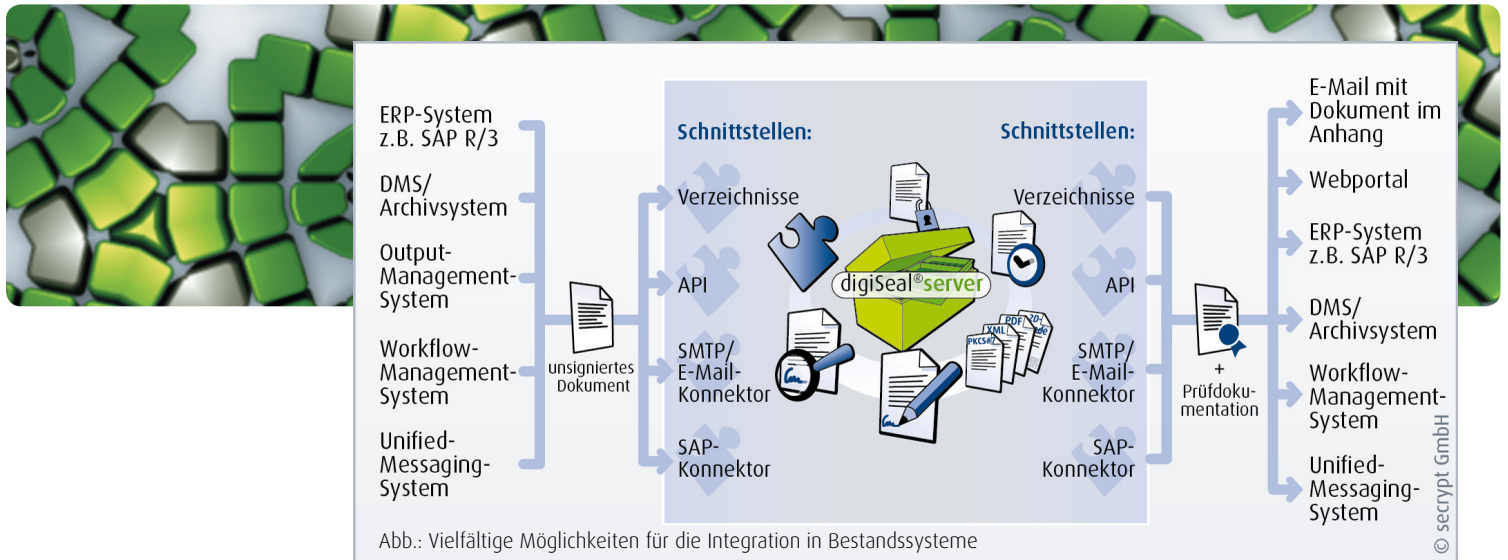 ERP-System
z.B. SAP R/3
DMS/
Archivsystem
Output-
Management-
System
Workflow-
Management-
System
Unified-
Messaging-
System
unsigniertes
Dokument
Schnittstellen:
Verzeichnisse
API
SMTP/
E-Mail-
Konnektor
SAP-
Konnektor
digiSeal®server
PKCS#7
XML
PDF
Schnittstellen:
Verzeichnisse
API
SMTP/
E-Mail-
Konnektor
SAP-
Konnektor
+
Prüfdoku-
mentation
E-Mail mit
Dokument im
Anhang
Webportal
ERP-System
z.B. SAP R/3
DMS/
Archivsystem
Workflow-
Management-
System
Unified-
Messaging-
System
© secrypt GmbH
Abb.: Vielfältige Möglichkeiten für die Integration in Bestandssysteme